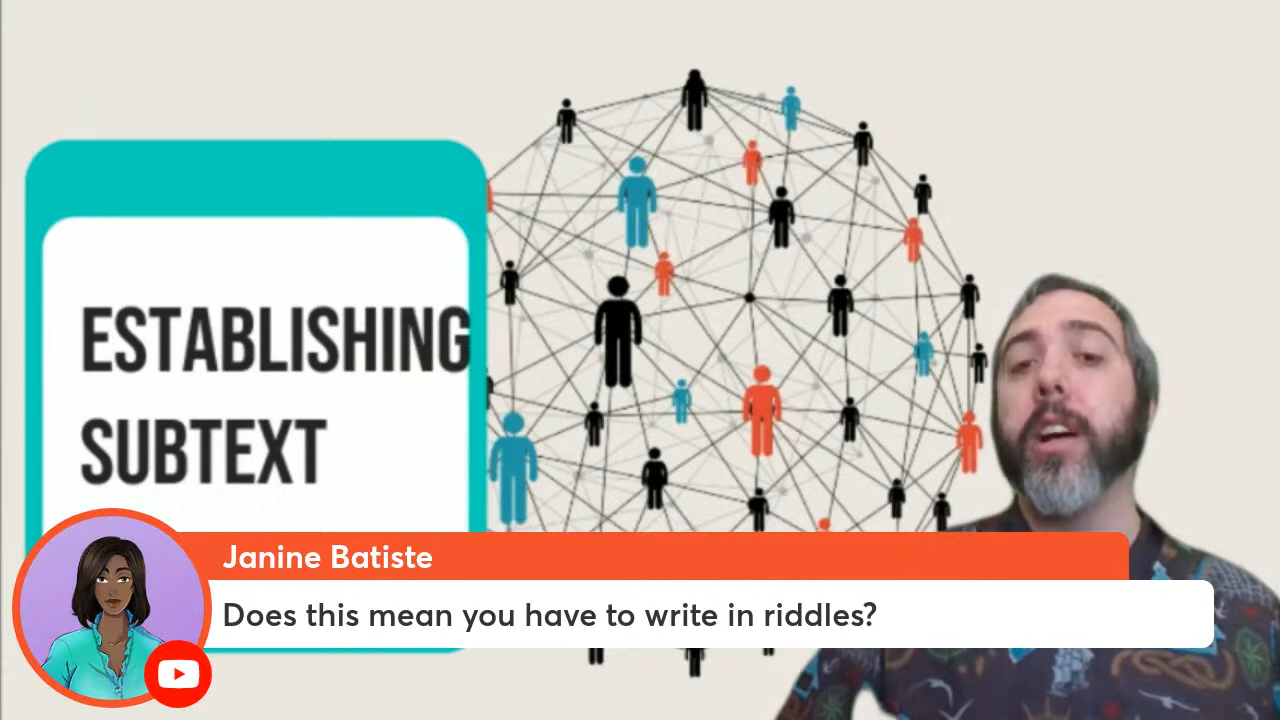 ESTABLISHING
SUBTEXT
Janine Batiste
Does this mean you have to write in riddles?